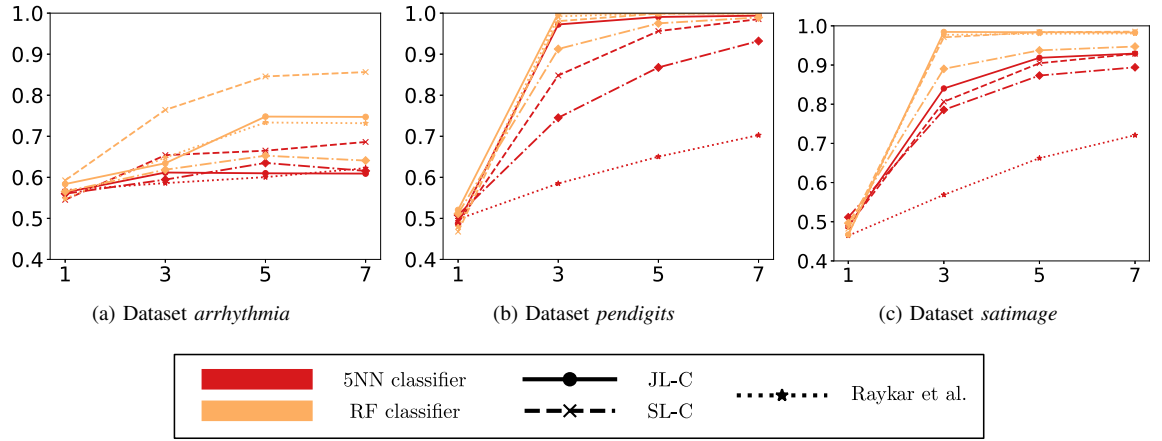 1.0 1.0 1.0
0.9 0.9 0.9
0.8 0.8 0.8
0.7 0.7 0.7
0.6 0.6 0.6
0.5 0.5 0.5
0.4 0.4 0.4
1 3 5 7 1 3 5 7 1 3 5 7
(a) Dataset arrhythmia (b) Dataset pendigits (c) Dataset satimage
5NN classifier JL-C Raykar et al.
RF classifier SL-C